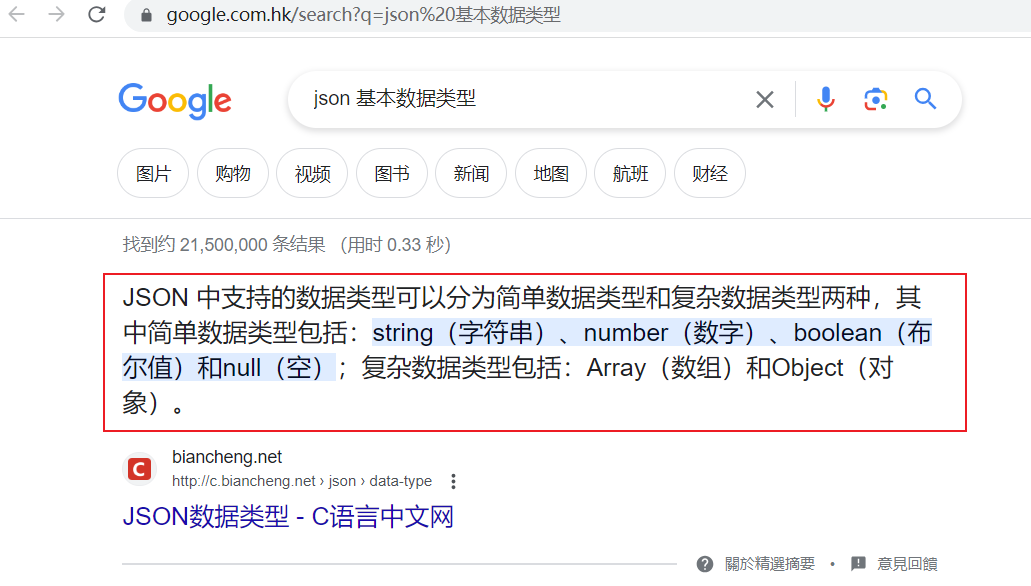 google.com.hk/search?q=json%20基本数据类型
Google
json 基本数据类型
图片 购物 视频 图书 新闻 地图 航班 财经
找到约 21,500,000 条结果 （用时 0.33 秒）
JSON 中支持的数据类型可以分为简单数据类型和复杂数据类型两种，其
中简单数据类型包括：string（字符串）、number（数字）、boolean（布
尔值）和null（空）；复杂数据类型包括：Array（数组）和Object（对
象）。
C
biancheng.net
http://c.biancheng.net › json › data-type
JSON数据类型 - C语言中文网
關於精選摘要 • 意見回饋